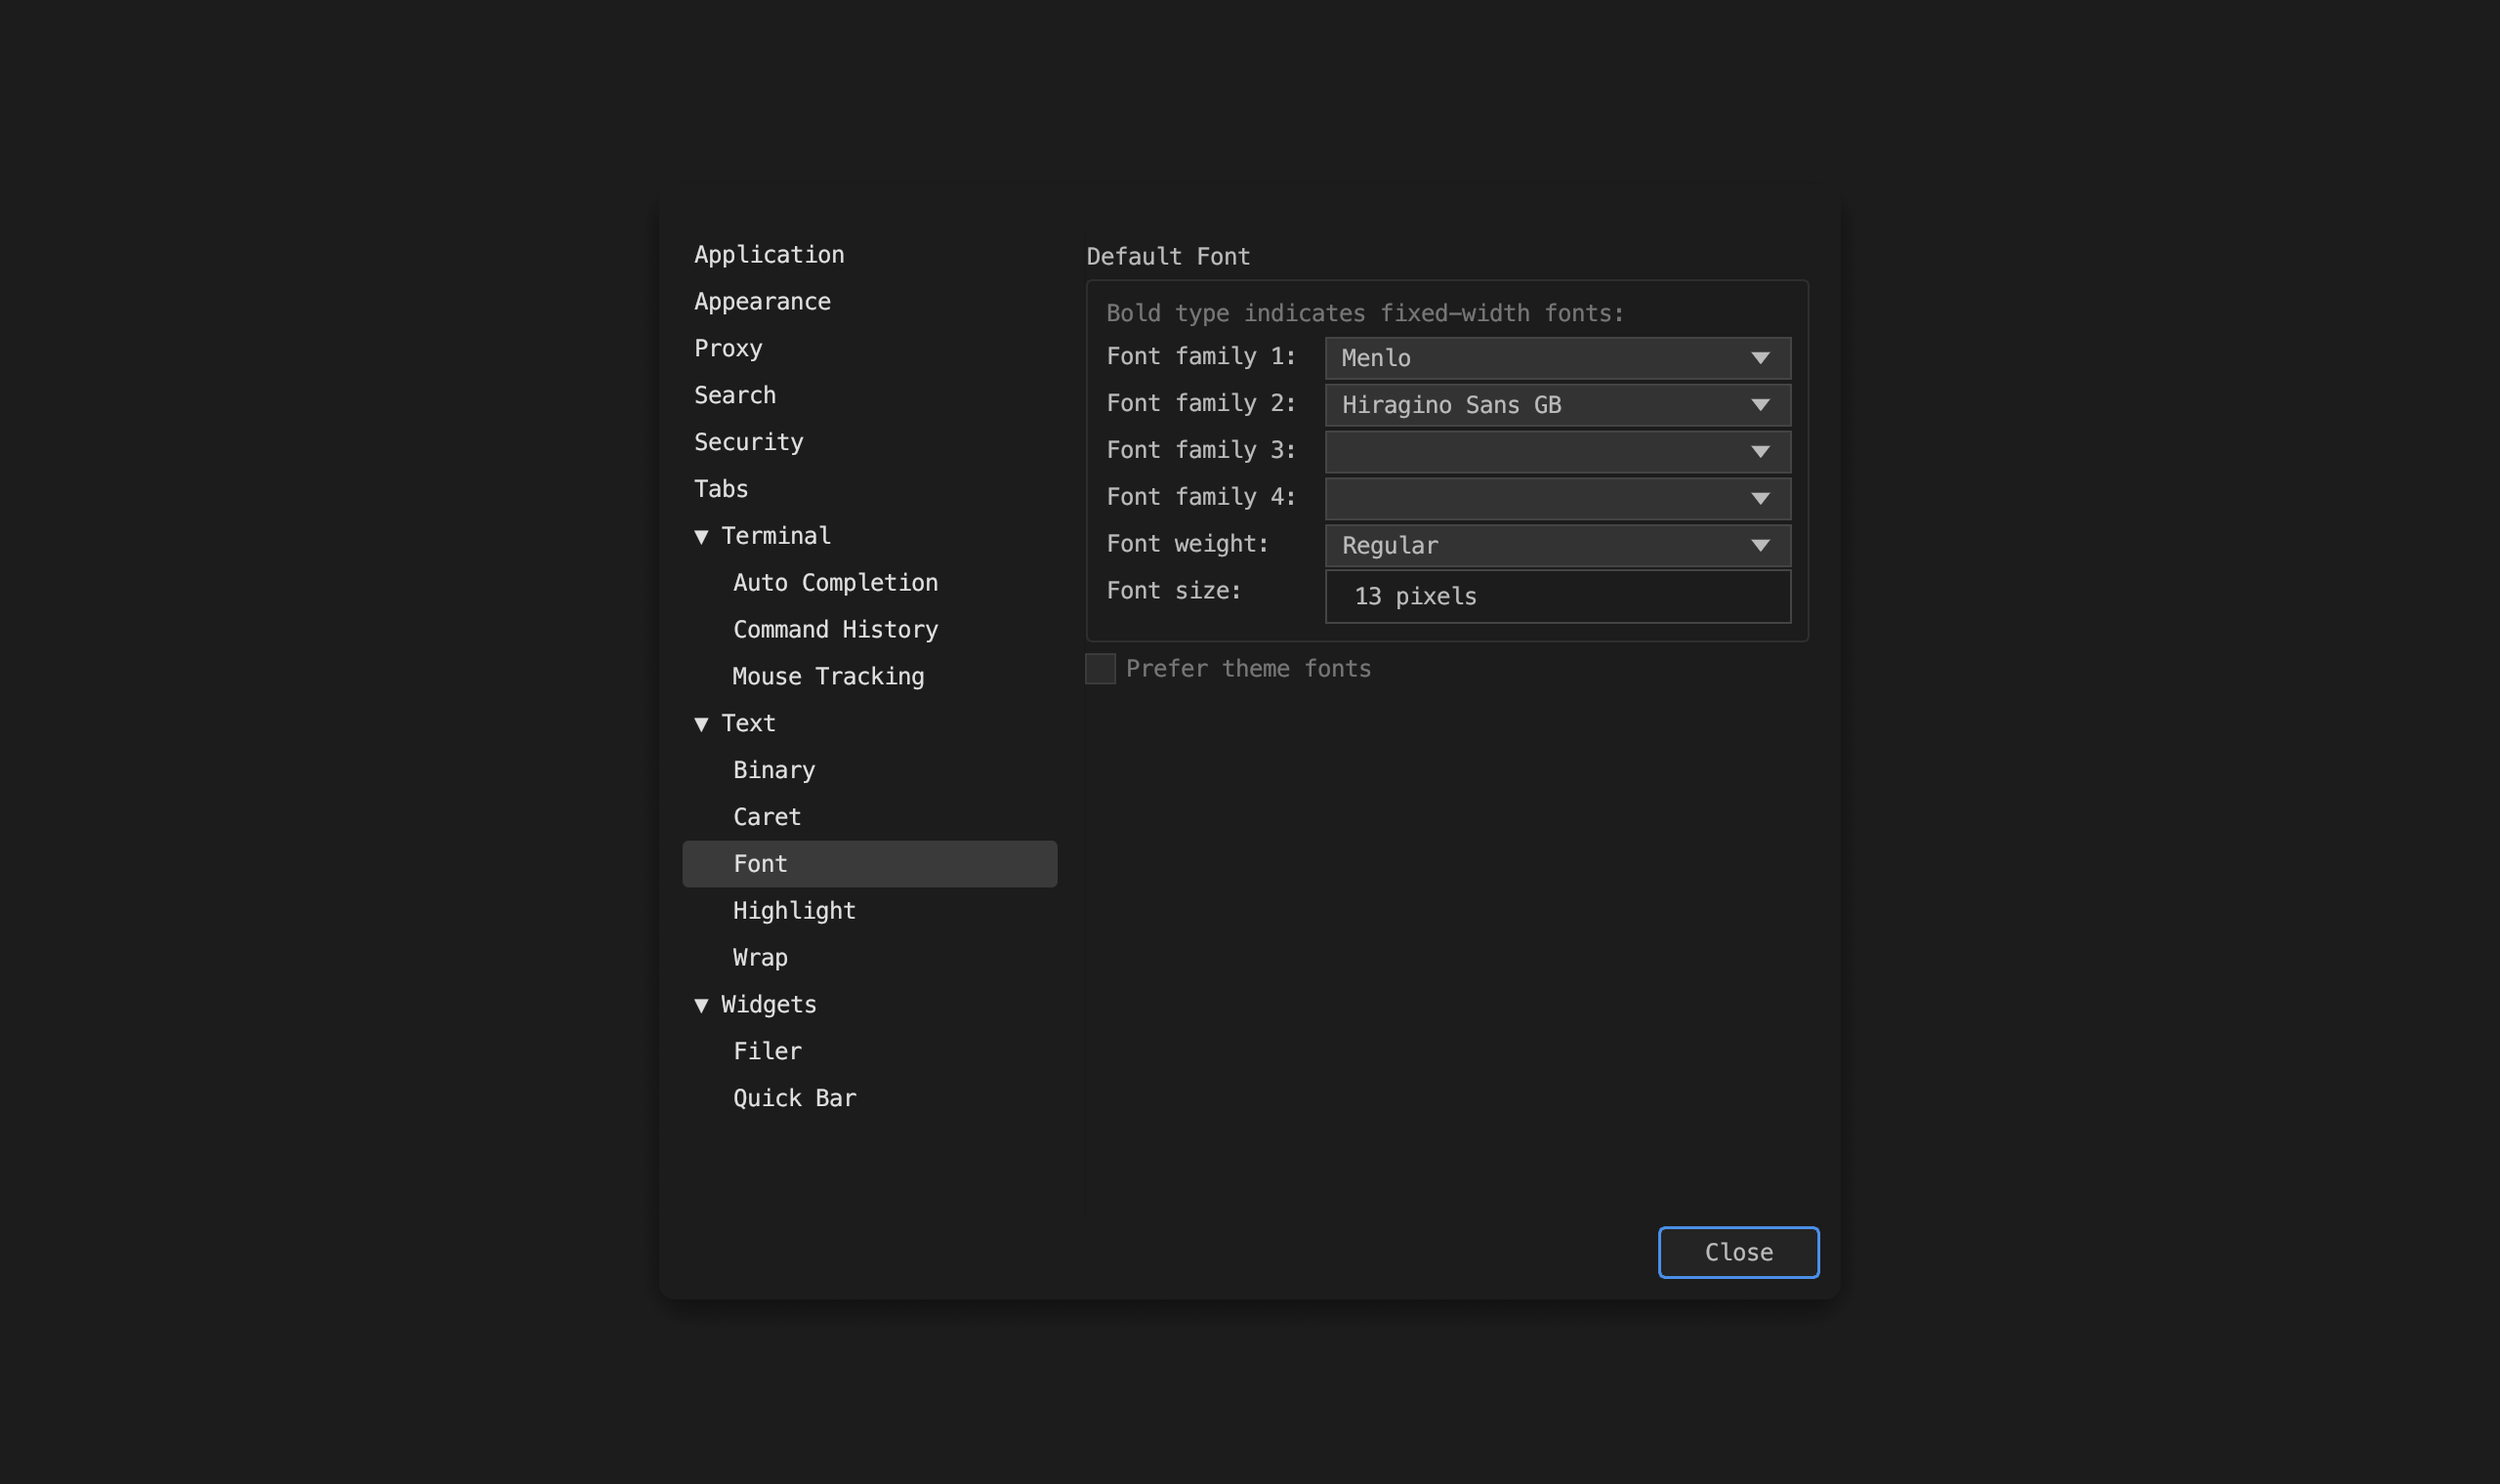 Application
Appearance
Proxy
Search
Security
Tabs
▼ Terminal
Auto Completion
Command History
Mouse Tracking
▼ Text
Binary
Caret
Font
Highlight
Wrap
▼ Widgets
Filer
Quick Bar
Default Font
Bold type indicates fixed-width fonts:
Font family 1: Menlo
Font family 2: Hiragino Sans GB
Font family 3:
Font family 4:
Font weight: Regular
Font size: 13 pixels
Prefer theme fonts
Close